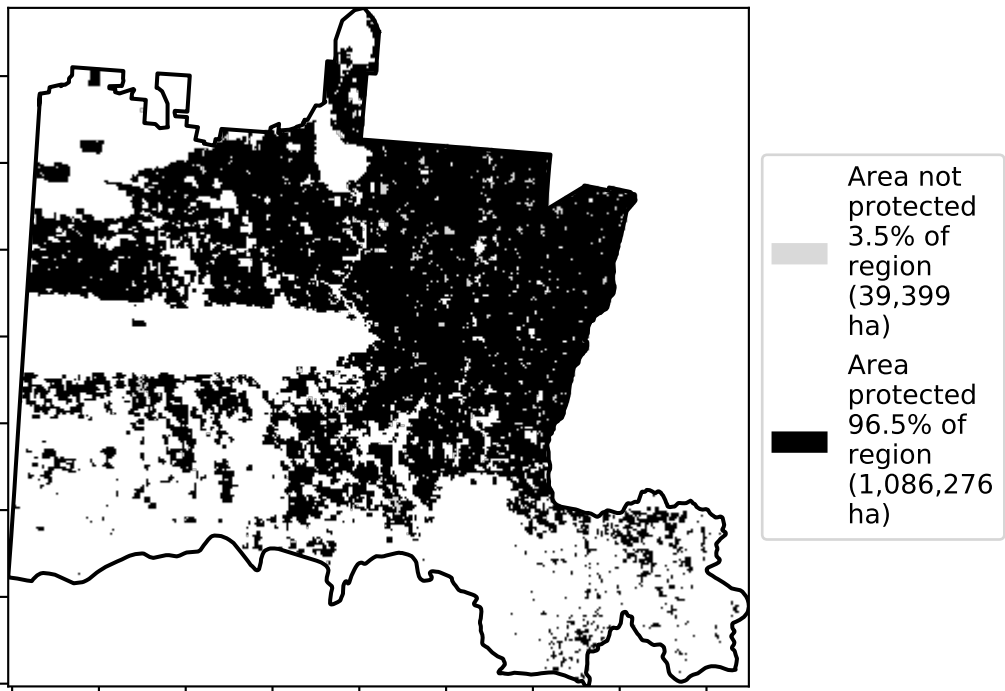 Area not
protected
3.5% of
region
(39,399
ha)
Area
protected
96.5% of
region
(1,086,276
ha)